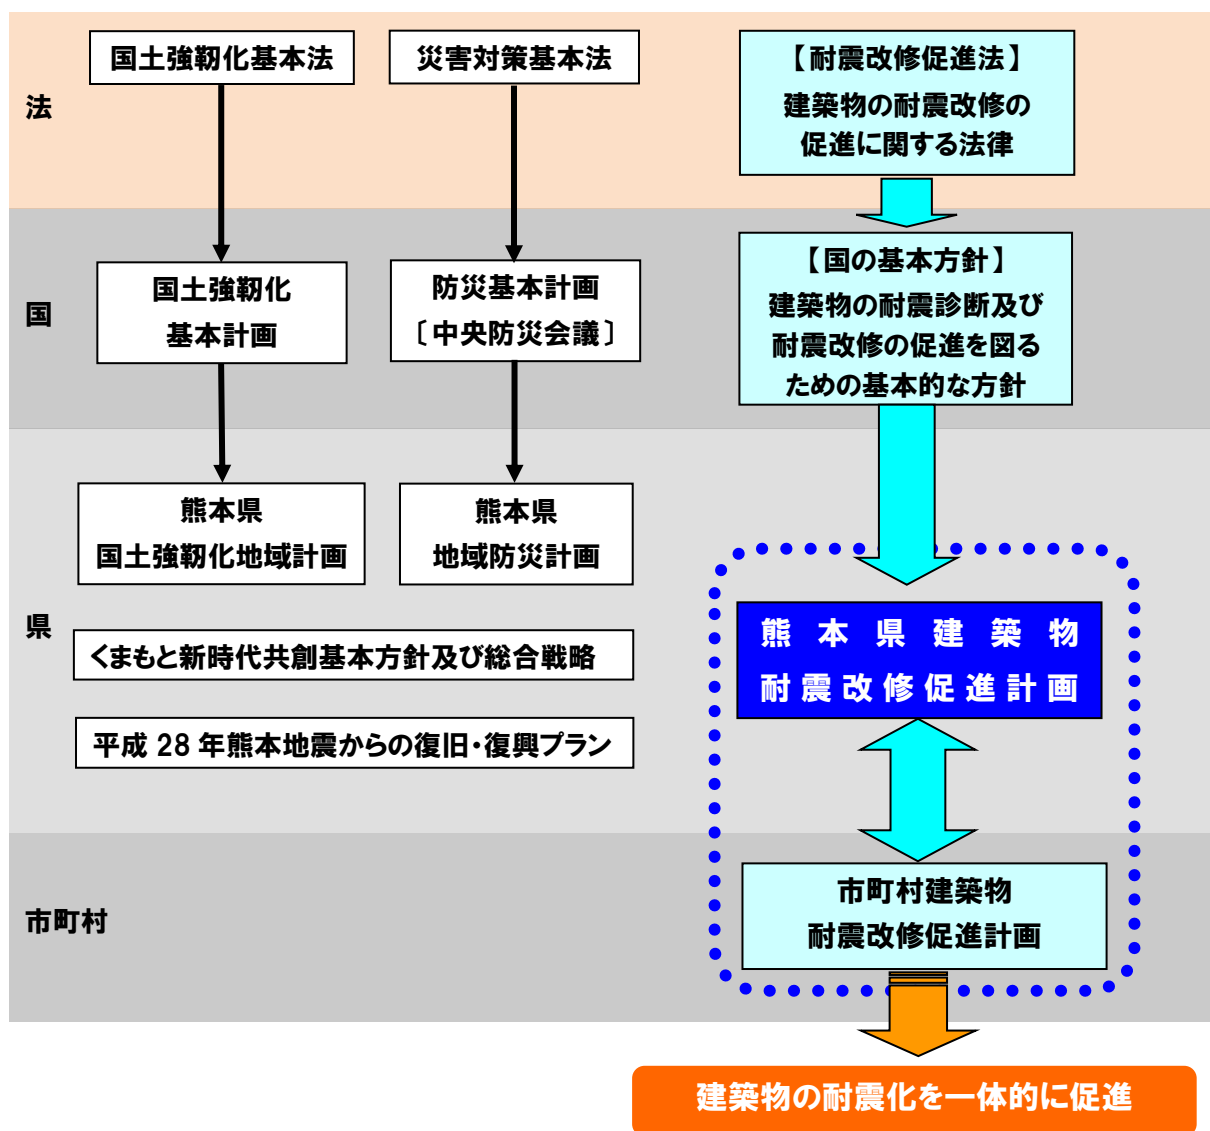 法
国土強靭化基本法
災害対策基本法
【耐震改修促進法】
建築物の耐震改修の
促進に関する法律
国
国土強靭化
基本計画
防災基本計画
〔中央防災会議〕
【国の基本方針】
建築物の耐震診断及び
耐震改修の促進を図る
ための基本的な方針
県
熊本県
国土強靭化地域計画
熊本県
地域防災計画
くまもと新時代共創基本方針及び総合戦略
平成 28 年熊本地震からの復旧・復興プラン
熊本県建築物
耐震改修促進計画
市町村
市町村建築物
耐震改修促進計画
建築物の耐震化を一体的に促進